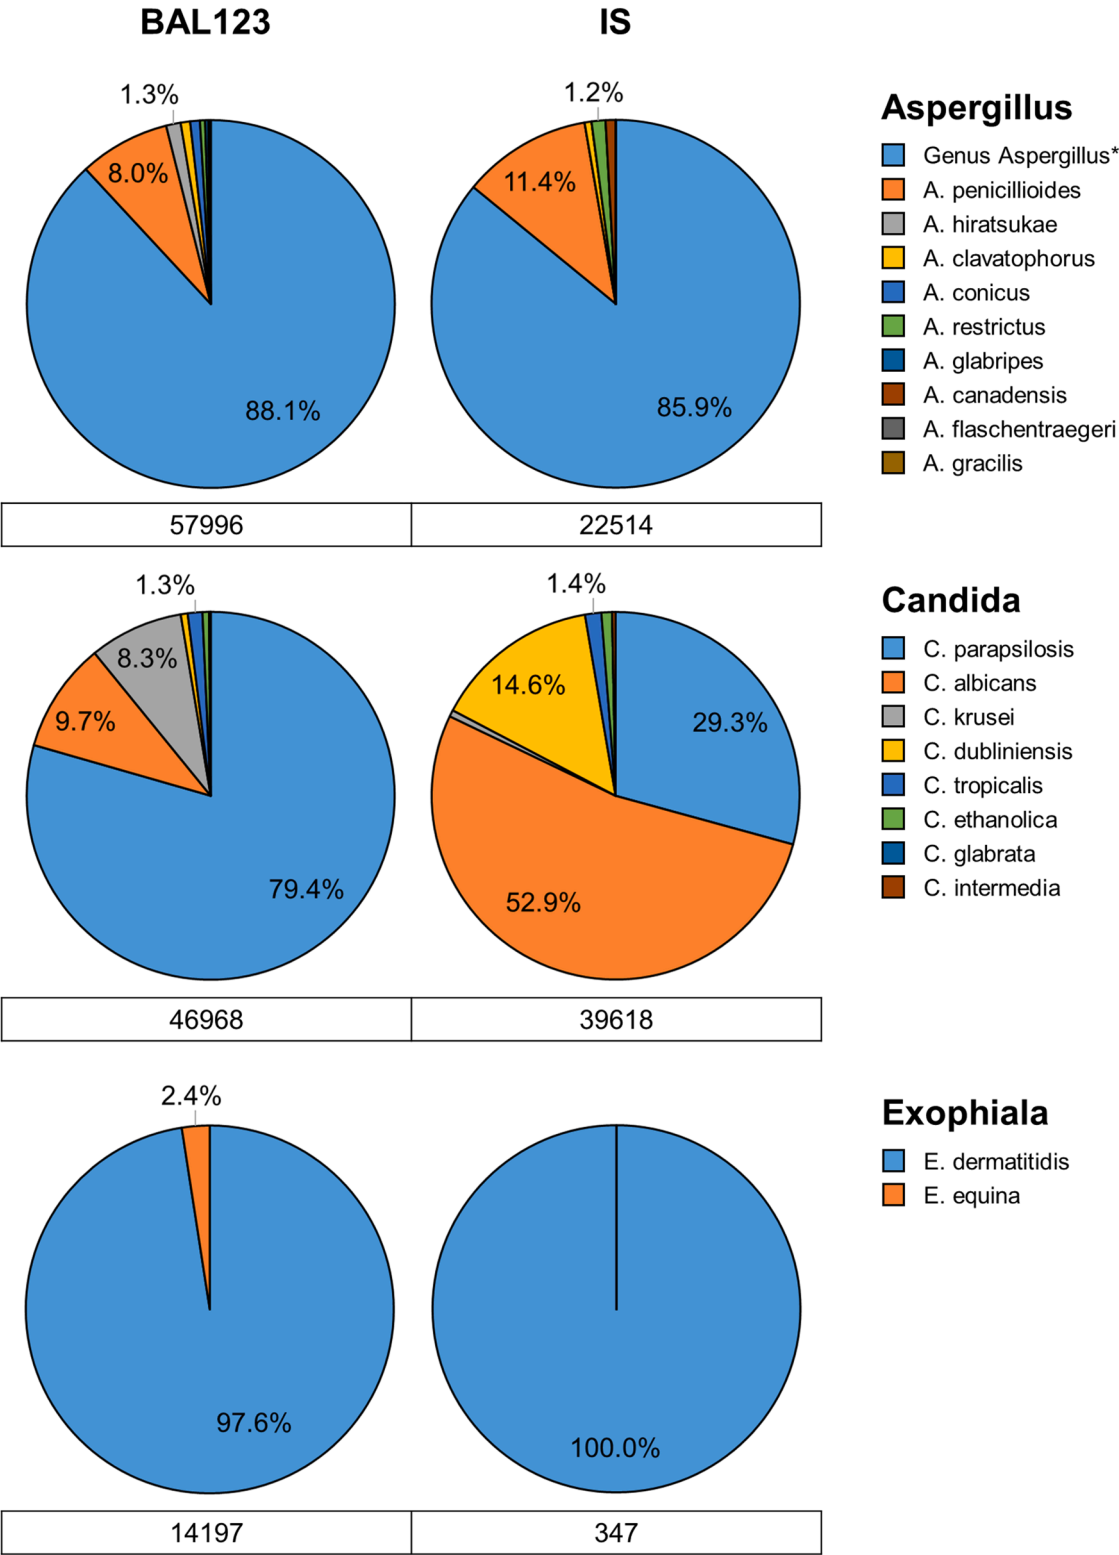 BAL123
IS
1.3%
1.2%
8.0%
11.4%
88.1%
85.9%
57996
22514
Aspergillus
Genus Aspergillus*
A. penicillioides
A. hiratsukae
A. clavatophorus
A. conicus
A. restrictus
A. glabripes
A. canadensis
A. flaschentraegeri
A. gracilis
1.3%
1.4%
8.3%
9.7%
79.4%
14.6%
29.3%
52.9%
46968
39618
Candida
C. parapsilosis
C. albicans
C. krusei
C. dubliniensis
C. tropicalis
C. ethanolica
C. glabrata
C. intermedia
2.4%
97.6%
100.0%
14197
347
Exophiala
E. dermatitidis
E. equina